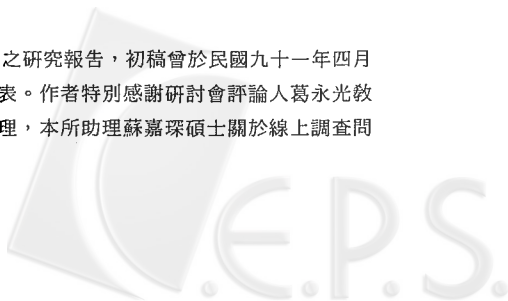 之研究報告，初稿曾於民國九十一年四月
表。作者特別感謝研討會評論人葛永光教
理，本所助理蘇嘉琛碩士關於線上調查問
C.E.P.S.